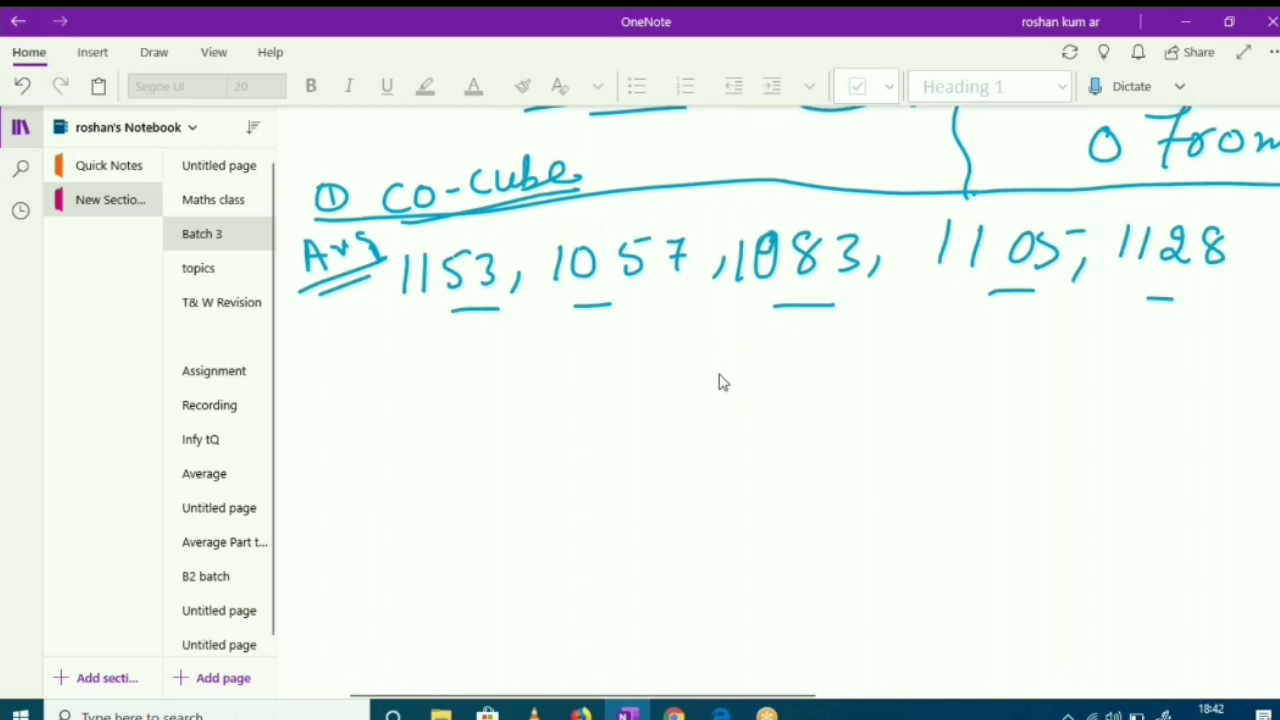 OneNote
roshan kum ar
Home Insert Draw View Help
Share
Segoe UI 20 B I U A Heading 1 Dictate
roshan's Notebook
Quick Notes
New Sectio...
Untitled page
Maths class
Batch 3
topics
T& W Revision
Assignment
Recording
Infy tQ
Average
Untitled page
Average Part t...
B2 batch
Untitled page
Untitled page
+ Add secti... + Add page
0 From
① Co-Cube
Avg 1153, 1057, 1083, 1105, 1128
Type here to search
18:42